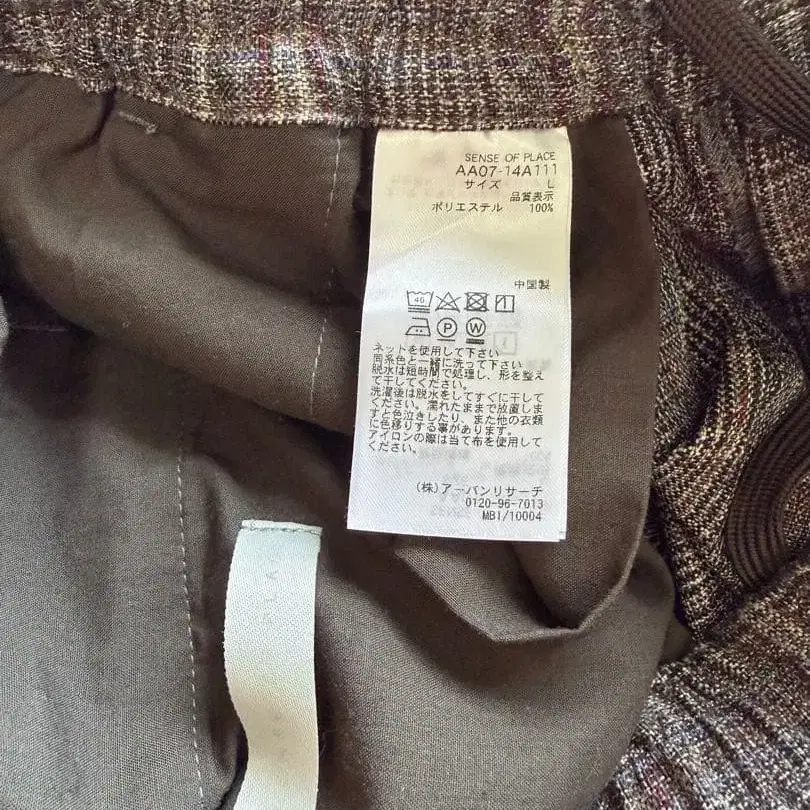 SENSE OF PLACE
AA07-14A111
サイズ L
品質表示
ポリエステル 100%
中国製
40
P W
ネットを使用して下さい
同系色と一緒に洗って下さい
脱水は短時間で処理し、形を整え
て干してください。
洗濯後は脱水をしてすぐに干して
ください。濡れたままで放置しま
すと色泣きしたり、また他の衣類
に色移りする事があります。
アイロンの際は当て布を使用して
ください。
(株)アーバンリサーチ
0120-96-7013
MBI/10004